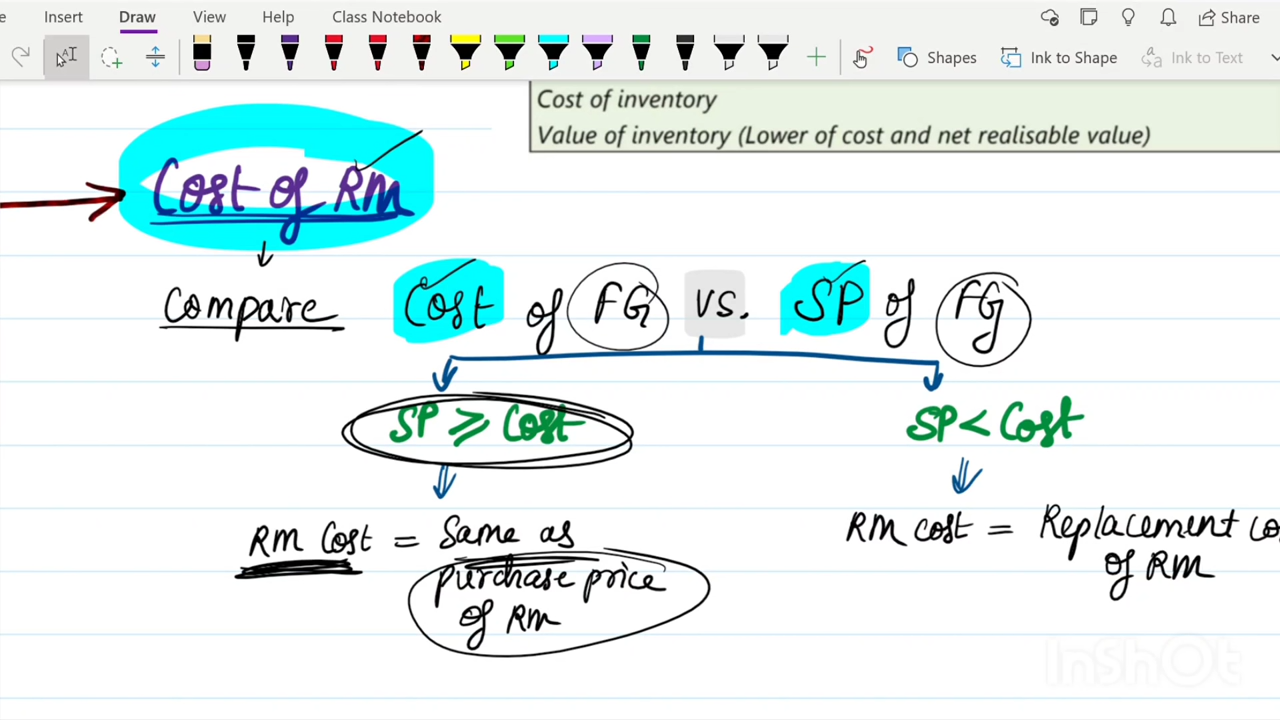 Insert Draw View Help Class Notebook Share
Shapes Ink to Shape Ink to Text
Cost of inventory
Value of inventory (Lower of cost and net realisable value)
Cost of RM
Compare Cost of FG vs. SP of FG
SP ≥ Cost SP < Cost
RM Cost = Same as purchase price of RM
RM cost = Replacement of RM
InShOt